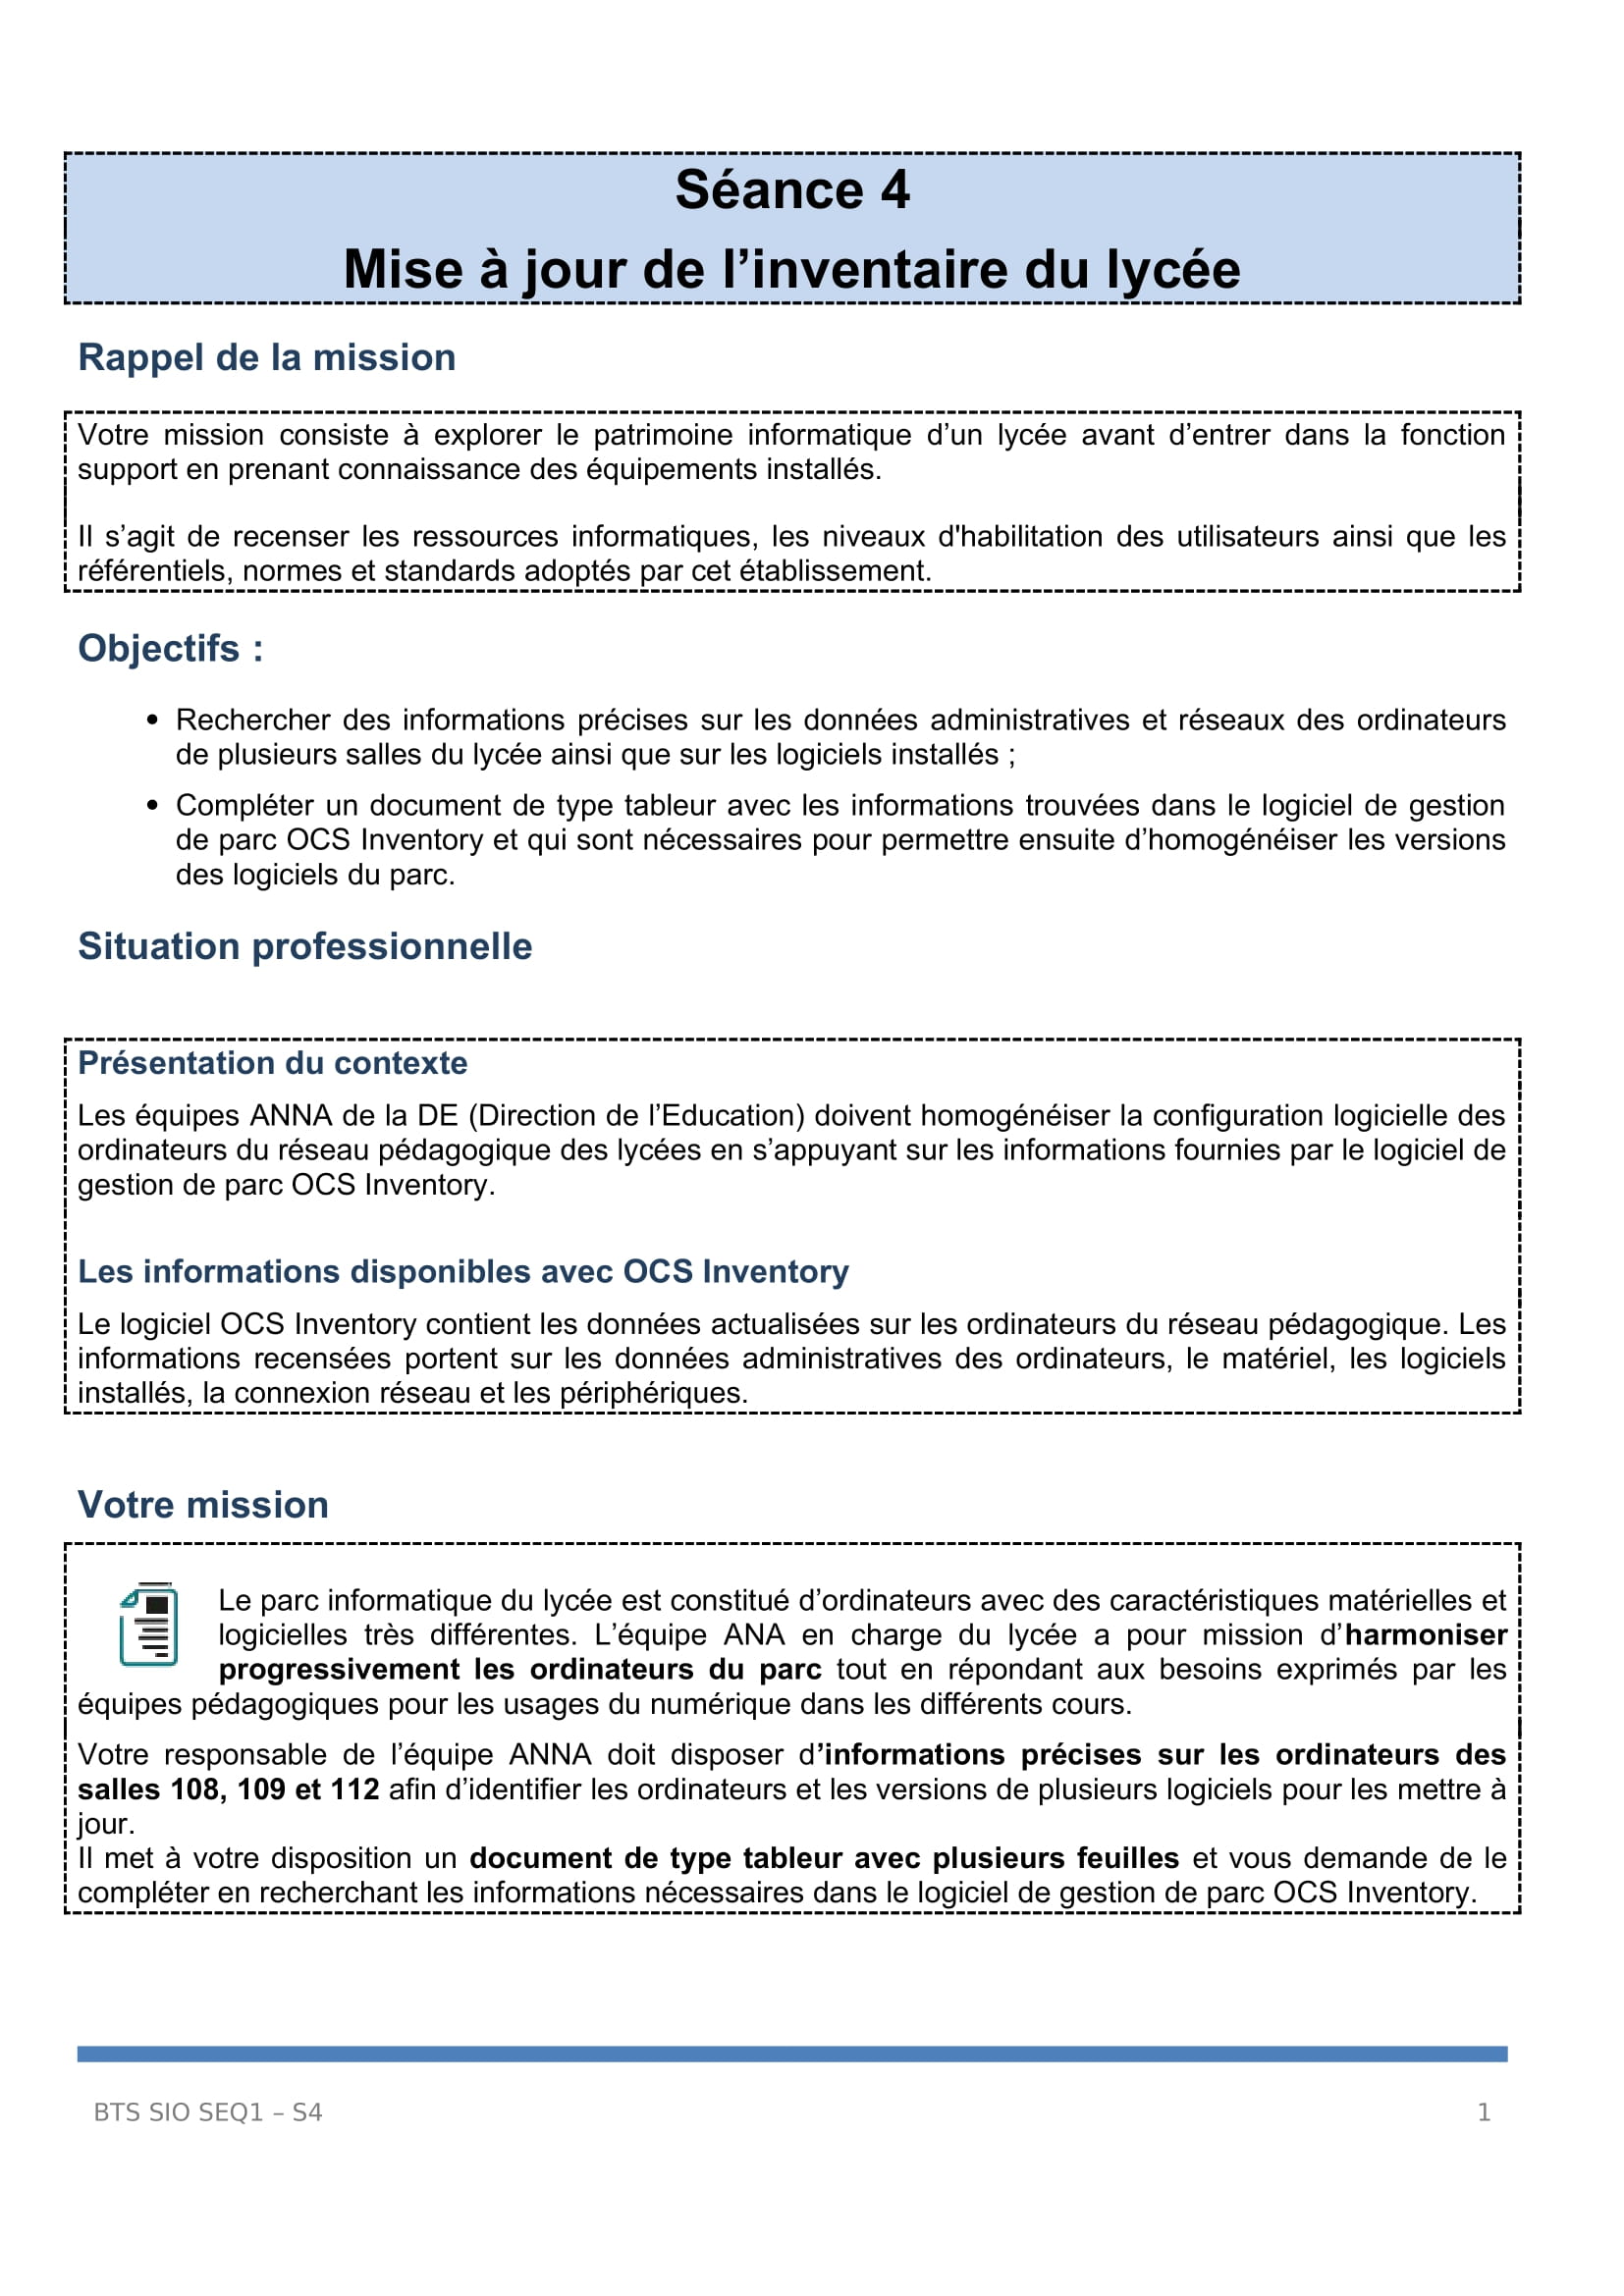 Séance 4
Mise à jour de l’inventaire du lycée
Rappel de la mission
Votre mission consiste à explorer le patrimoine informatique d’un lycée avant d’entrer dans la fonction
support en prenant connaissance des équipements installés.
Il s’agit de recenser les ressources informatiques, les niveaux d'habilitation des utilisateurs ainsi que les
référentiels, normes et standards adoptés par cet établissement.
Objectifs :
• Rechercher des informations précises sur les données administratives et réseaux des ordinateurs
de plusieurs salles du lycée ainsi que sur les logiciels installés ;
• Compléter un document de type tableur avec les informations trouvées dans le logiciel de gestion
de parc OCS Inventory et qui sont nécessaires pour permettre ensuite d’homogénéiser les versions
des logiciels du parc.
Situation professionnelle
Présentation du contexte
Les équipes ANNA de la DE (Direction de l’Education) doivent homogénéiser la configuration logicielle des
ordinateurs du réseau pédagogique des lycées en s’appuyant sur les informations fournies par le logiciel de
gestion de parc OCS Inventory.
Les informations disponibles avec OCS Inventory
Le logiciel OCS Inventory contient les données actualisées sur les ordinateurs du réseau pédagogique. Les
informations recensées portent sur les données administratives des ordinateurs, le matériel, les logiciels
installés, la connexion réseau et les périphériques.
Votre mission
Le parc informatique du lycée est constitué d’ordinateurs avec des caractéristiques matérielles et
logicielles très différentes. L’équipe ANA en charge du lycée a pour mission d’harmoniser
progressivement les ordinateurs du parc tout en répondant aux besoins exprimés par les
équipes pédagogiques pour les usages du numérique dans les différents cours.
Votre responsable de l’équipe ANNA doit disposer d’informations précises sur les ordinateurs des
salles 108, 109 et 112 afin d’identifier les ordinateurs et les versions de plusieurs logiciels pour les mettre à
jour.
Il met à votre disposition un document de type tableur avec plusieurs feuilles et vous demande de le
compléter en recherchant les informations nécessaires dans le logiciel de gestion de parc OCS Inventory.
BTS SIO SEQ1 – S4
1